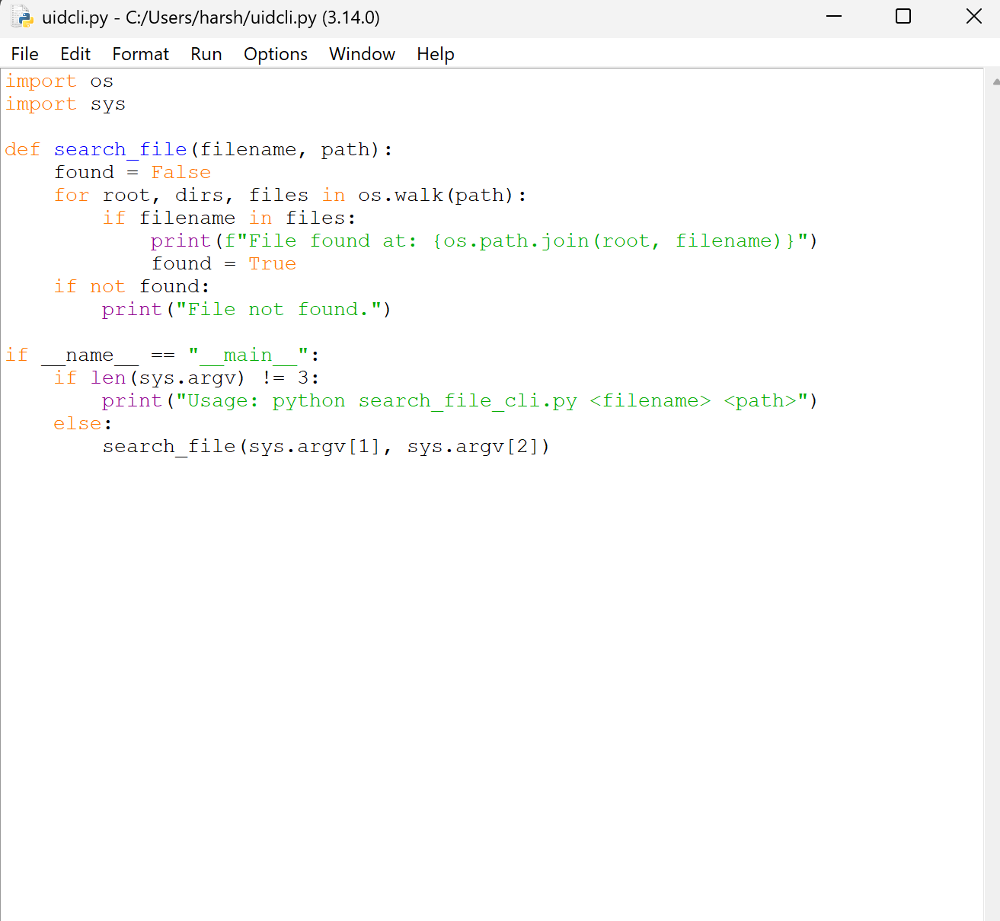 uidcli.py - C:/Users/harsh/uidcli.py (3.14.0)
File Edit Format Run Options Window Help
import os
import sys

def search_file(filename, path):
    found = False
    for root, dirs, files in os.walk(path):
        if filename in files:
            print(f"File found at: {os.path.join(root, filename)}")
            found = True
    if not found:
        print("File not found.")

if __name__ == "__main__":
    if len(sys.argv) != 3:
        print("Usage: python search_file_cli.py <filename> <path>")
    else:
        search_file(sys.argv[1], sys.argv[2])